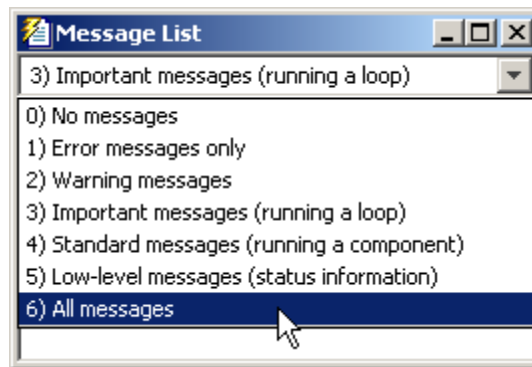 Message List
3) Important messages (running a loop)
0) No messages
1) Error messages only
2) Warning messages
3) Important messages (running a loop)
4) Standard messages (running a component)
5) Low-level messages (status information)
6) All messages